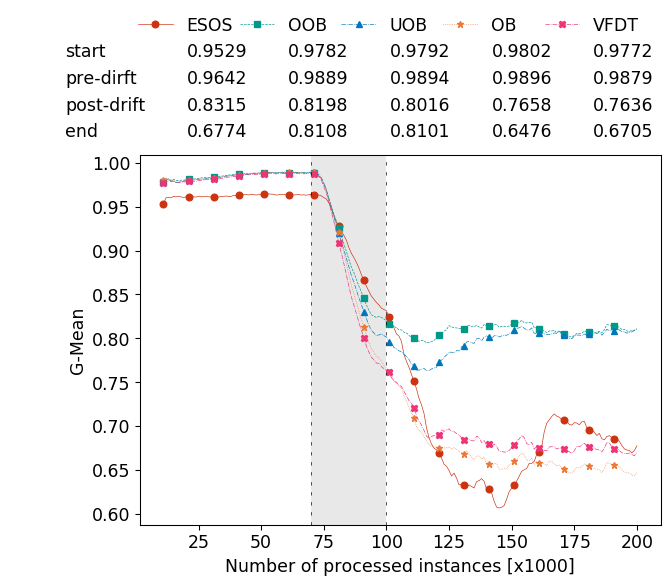 ESOS OOB UOB OB VFDT
start 0.9529 0.9782 0.9792 0.9802 0.9772
pre-dirft 0.9642 0.9889 0.9894 0.9896 0.9879
post-drift 0.8315 0.8198 0.8016 0.7658 0.7636
end 0.6774 0.8108 0.8101 0.6476 0.6705
1.00
0.95
0.90
0.85
0.80
0.75
0.70
0.65
0.60
G-Mean
25 50 75 100 125 150 175 200
Number of processed instances [x1000]